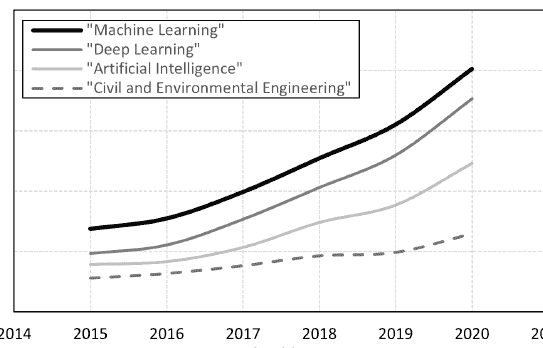 "Machine Learning"
"Deep Learning"
"Artificial Intelligence"
"Civil and Environmental Engineering"
2014 2015 2016 2017 2018 2019 2020